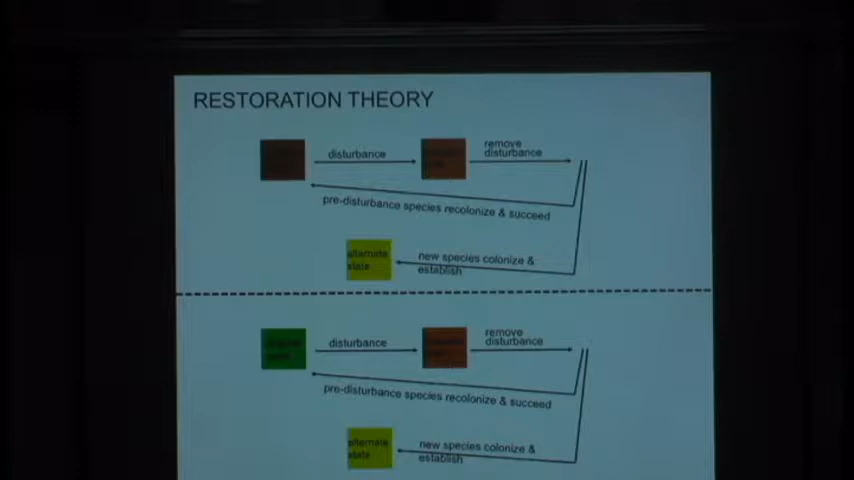 RESTORATION THEORY
disturbance
remove
disturbance
pre-disturbance species recolonize & succeed
alternate
state
new species colonize &
establish
disturbance
remove
disturbance
pre-disturbance species recolonize & succeed
alternate
state
new species colonize &
establish